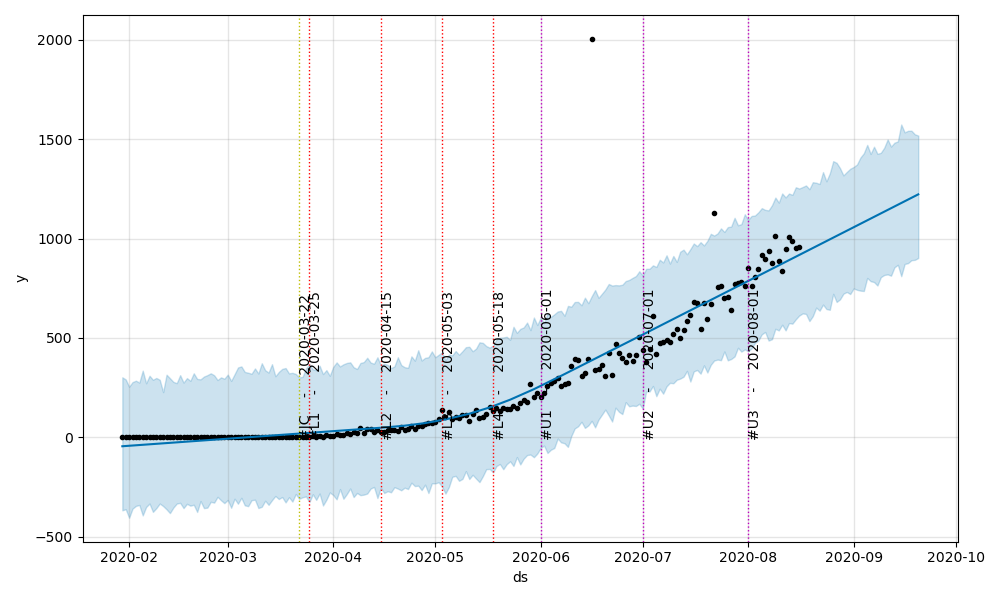 2000
1500
1000
500
0
−500
y
#JC - 2020-03-22
#L1 - 2020-03-25
#L2 - 2020-04-15
#L3 - 2020-05-03
#L4 - 2020-05-18
#U1 - 2020-06-01
#U2 - 2020-07-01
#U3 - 2020-08-01
2020-02 2020-03 2020-04 2020-05 2020-06 2020-07 2020-08 2020-09 2020-10
ds